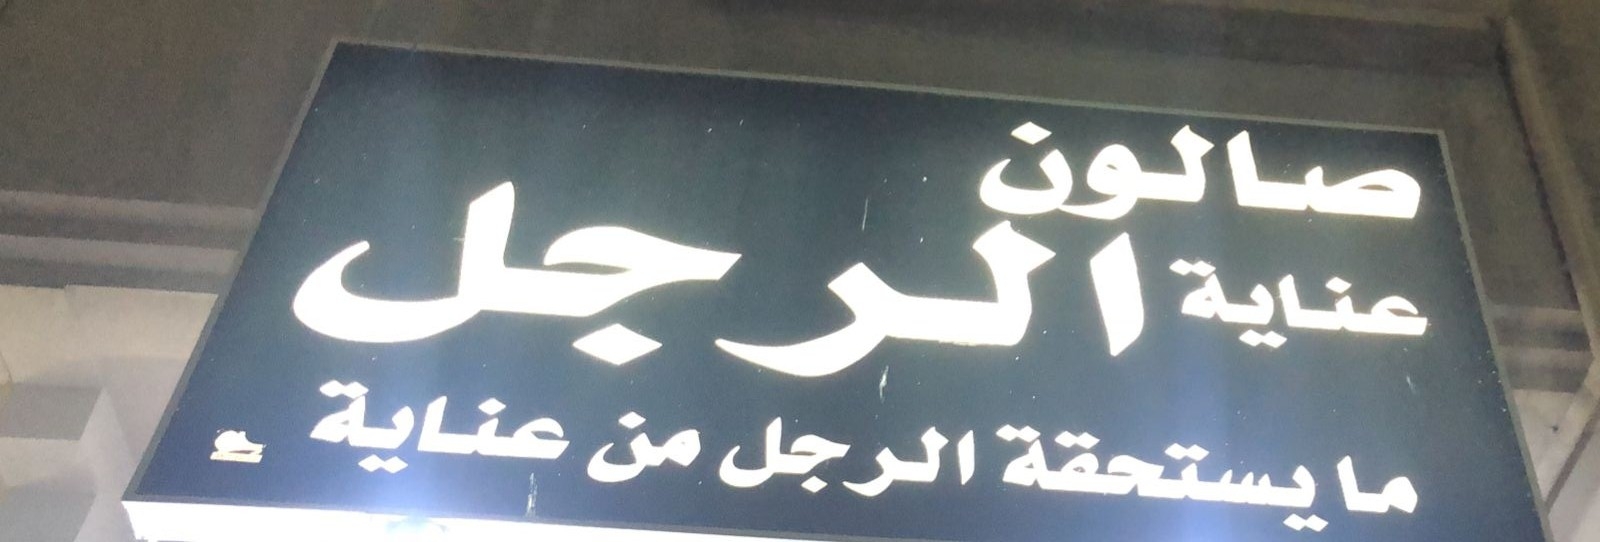 صالون
عناية الرجل
ما يستحقة الرجل من عناية